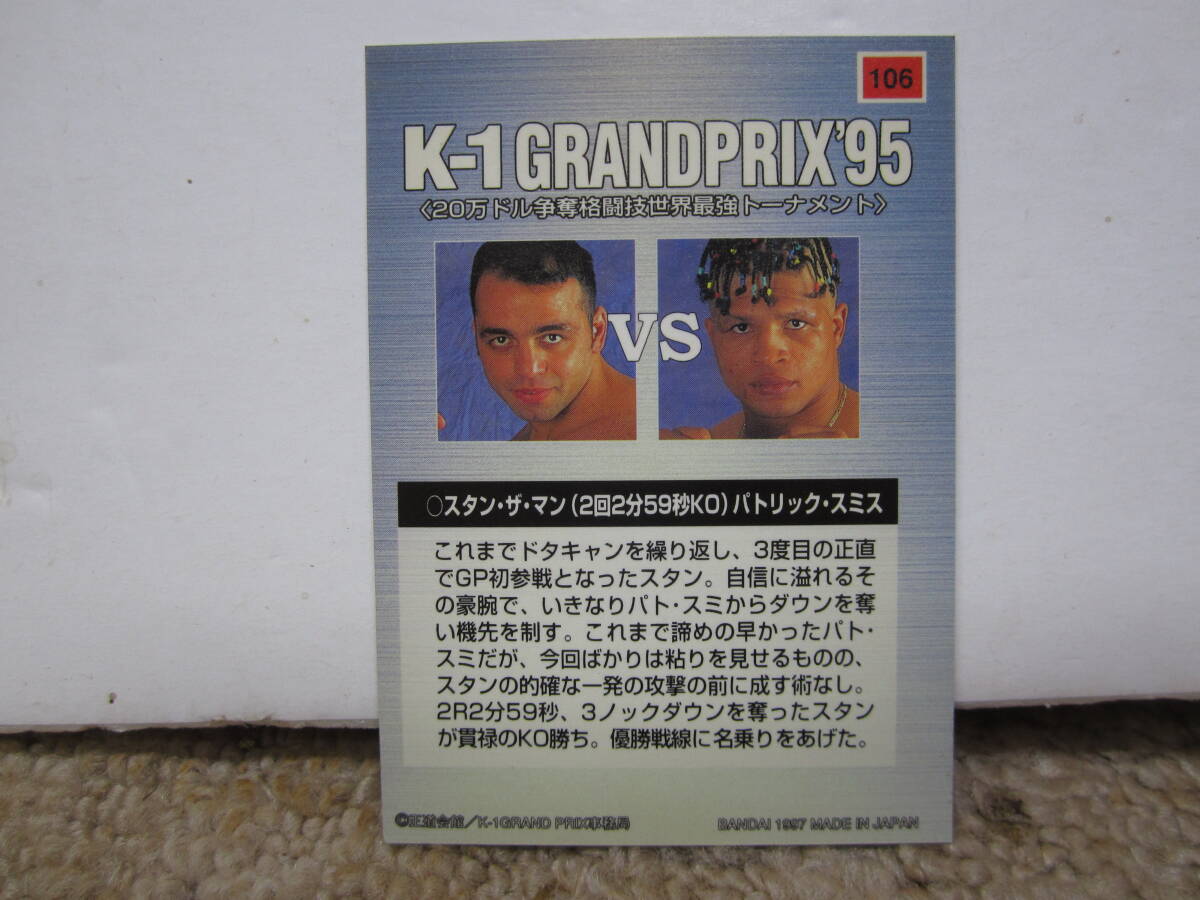 106
K-1 GRANDPRIX'95
〈20万ドル争奪格闘技世界最強トーナメント〉
VS
○スタン・ザ・マン(2回2分59秒KO)パトリック・スミス
これまでドタキャンを繰り返し、3度目の正直
でGP初参戦となったスタン。自信に溢れるそ
の豪腕で、いきなりパト・スミからダウンを奪
い機先を制す。これまで諦めの早かったパト・
スミだが、今回ばかりは粘りを見せるものの、
スタンの的確な一発の攻撃の前に成す術なし。
2R2分59秒、3ノックダウンを奪ったスタン
が貫禄のKO勝ち。優勝戦線に名乗りをあげた。
©正道会館/K-1GRAND PRIX事務局
BANDAI 1997 MADE IN JAPAN